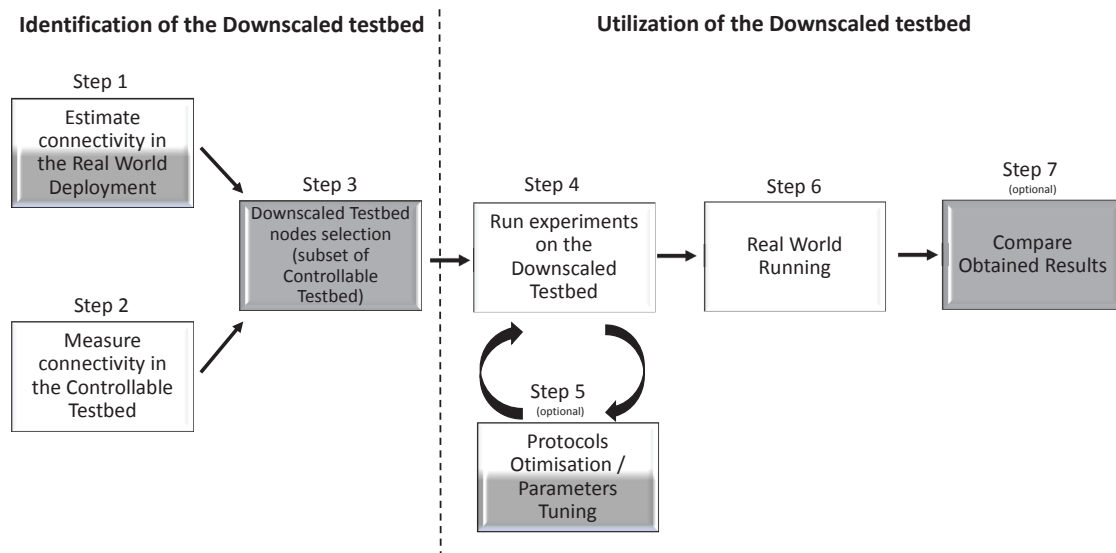 Identification of the Downscaled testbed
Utilization of the Downscaled testbed
Step 1
Estimate
connectivity in
the Real World
Deployment
Step 2
Measure
connectivity in
the Controllable
Testbed
Step 3
Downscaled Testbed
nodes selection
(subset of
Controllable
Testbed)
Step 4
Run experiments
on the
Downscaled
Testbed
Step 5
(optional)
Protocols
Otimisation /
Parameters
Tuning
Step 6
Real World
Running
Step 7
(optional)
Compare
Obtained Results